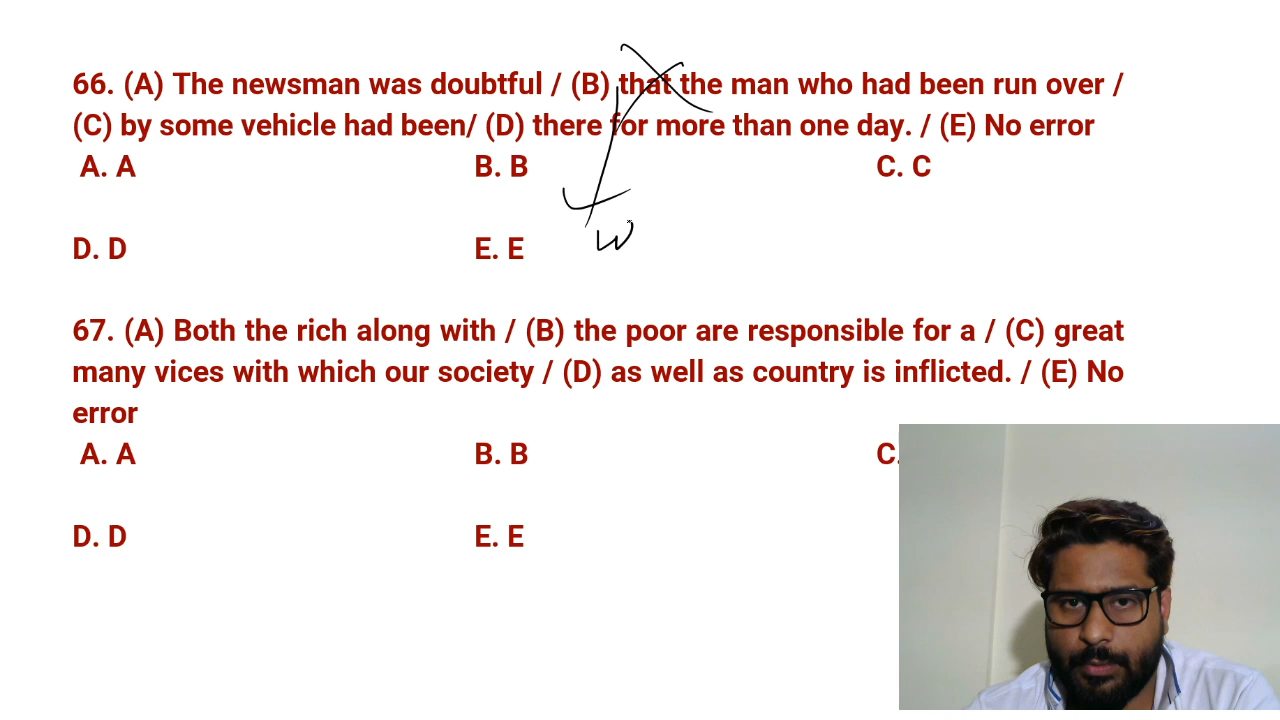 66. (A) The newsman was doubtful / (B) that the man who had been run over /
(C) by some vehicle had been/ (D) there for more than one day. / (E) No error
A. A B. B C. C
w
D. D E. E
67. (A) Both the rich along with / (B) the poor are responsible for a / (C) great
many vices with which our society / (D) as well as country is inflicted. / (E) No
error
A. A B. B C.
D. D E. E